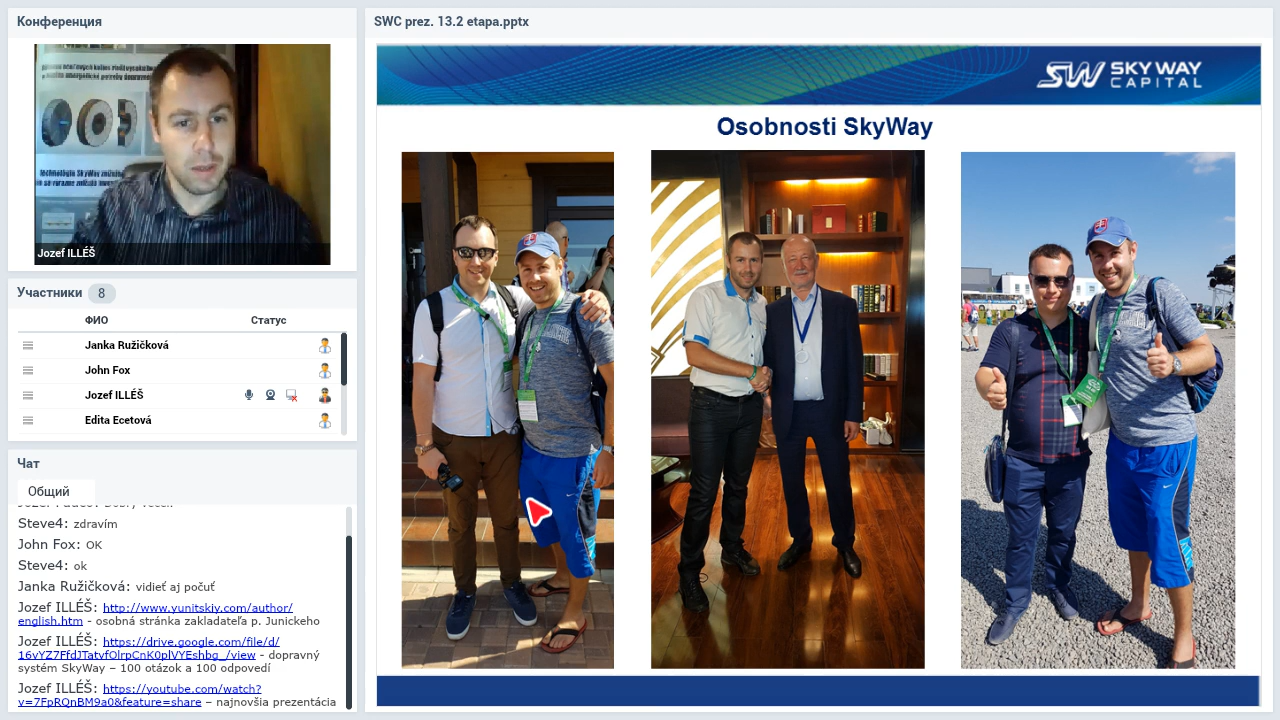 Конференция
Jozef ILLÉŠ
Участники 8
ФИО Статус
Janka Ružičková
John Fox
Jozef ILLÉŠ
Edita Ecetová
Чат
Общий
Steve4: zdravím
John Fox: OK
Steve4: ok
Janka Ružičková: vidieť aj počuť
Jozef ILLÉŠ: http://www.yunitskiy.com/author/
english.htm - osobná stránka zakladateľa p. Junickeho
Jozef ILLÉŠ: https://drive.google.com/file/d/
16vYZ7FfdJTatvfOlrpCnK0plVYEshbg_/view - dopravný
systém SkyWay – 100 otázok a 100 odpovedí
Jozef ILLÉŠ: https://youtube.com/watch?
v=7FpRQnBM9a0&feature=share – najnovšia prezentácia
SWC prez. 13.2 etapa.pptx
SW SKY WAY
CAPITAL
Osobnosti SkyWay